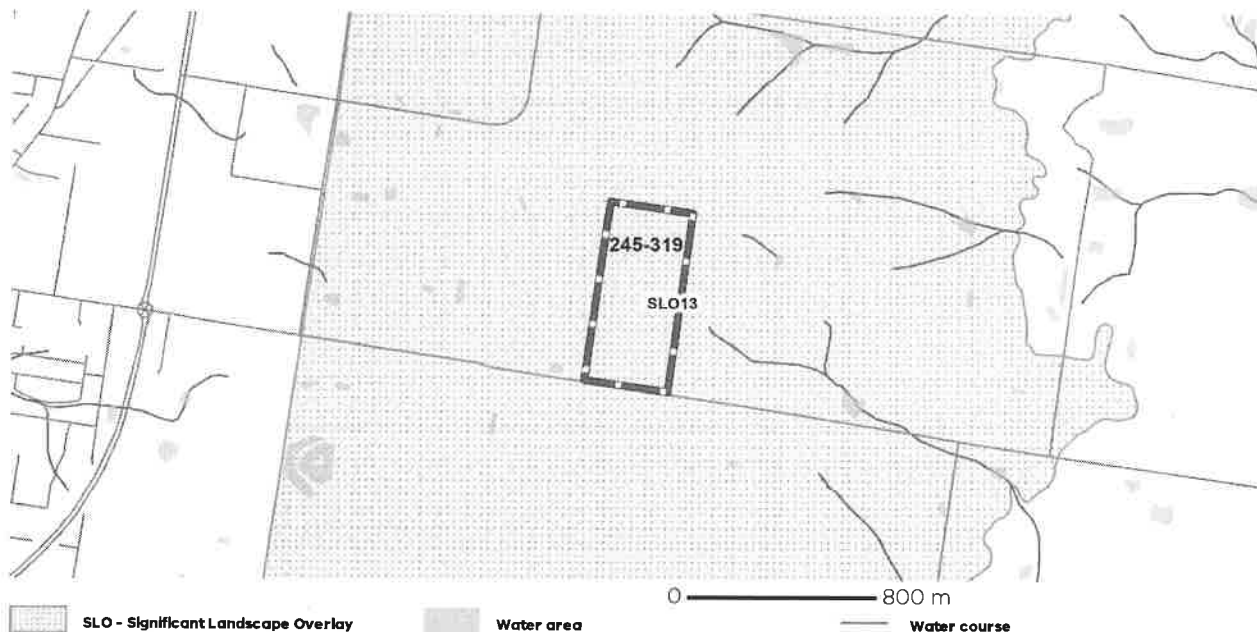 245-319
SLO13
0 800 m
SLO - Significant Landscape Overlay
Water area
Water course